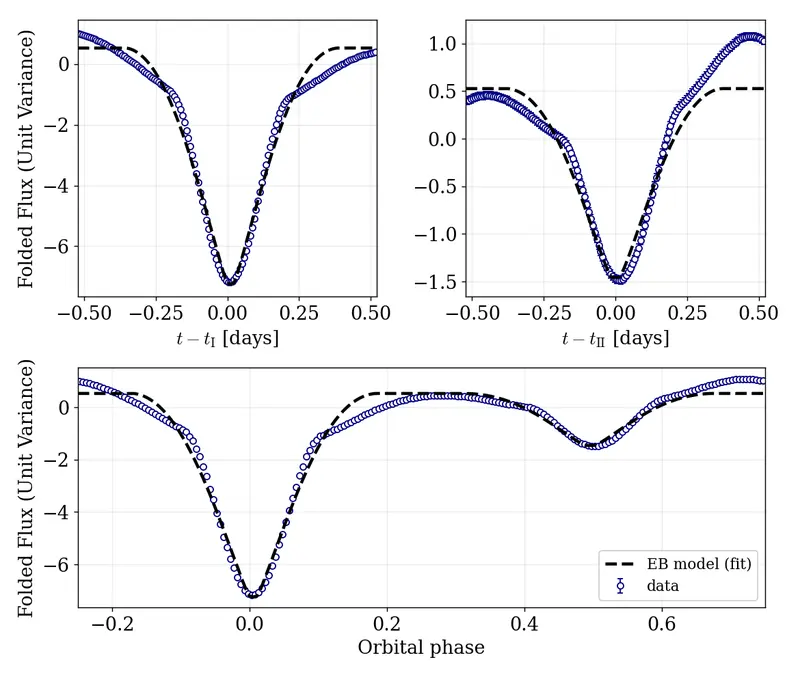 Folded Flux (Unit Variance)
0
−2
−4
−6
−0.50 −0.25 0.00 0.25 0.50
t − tI [days]
1.0
0.5
0.0
−0.5
−1.0
−1.5
−0.50 −0.25 0.00 0.25 0.50
t − tII [days]
Folded Flux (Unit Variance)
0
−2
−4
−6
−0.2 0.0 0.2 0.4 0.6
Orbital phase
EB model (fit)
data